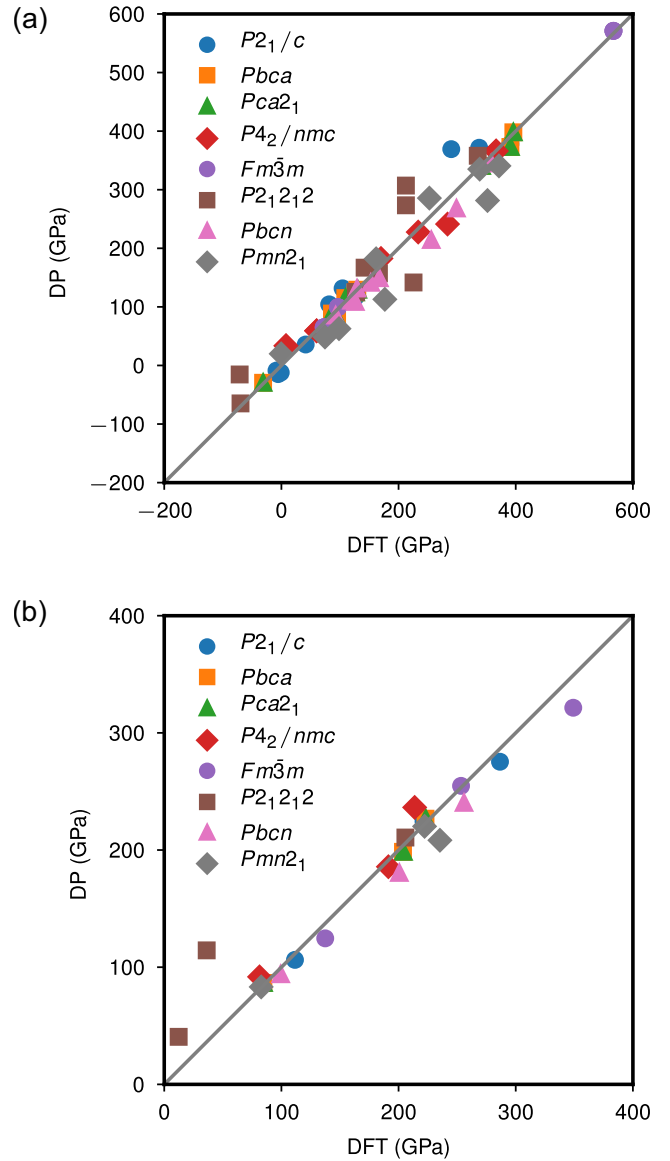 (a)
600
500
400
300
200
100
0
−100
−200
DP (GPa)
P2₁/c
Pbca
Pca2₁
P4₂/nmc
Fm3̄m
P2₁2₁2
Pbcn
Pmn2₁
−200 0 200 400 600
DFT (GPa)
(b)
400
300
200
100
0
DP (GPa)
P2₁/c
Pbca
Pca2₁
P4₂/nmc
Fm3̄m
P2₁2₁2
Pbcn
Pmn2₁
0 100 200 300 400
DFT (GPa)